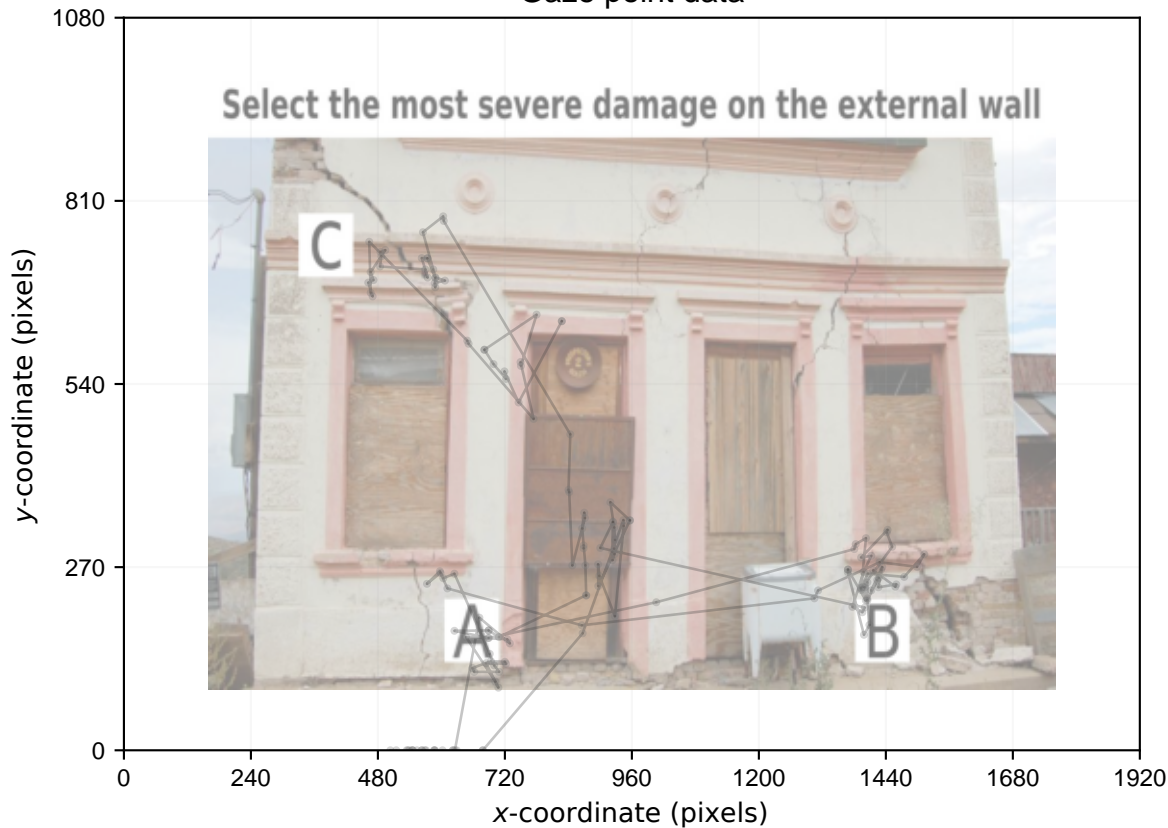 Gaze point data
1080
Select the most severe damage on the external wall
810
C
540
270
A
B
0
0 240 480 720 960 1200 1440 1680 1920
x-coordinate (pixels)
y-coordinate (pixels)